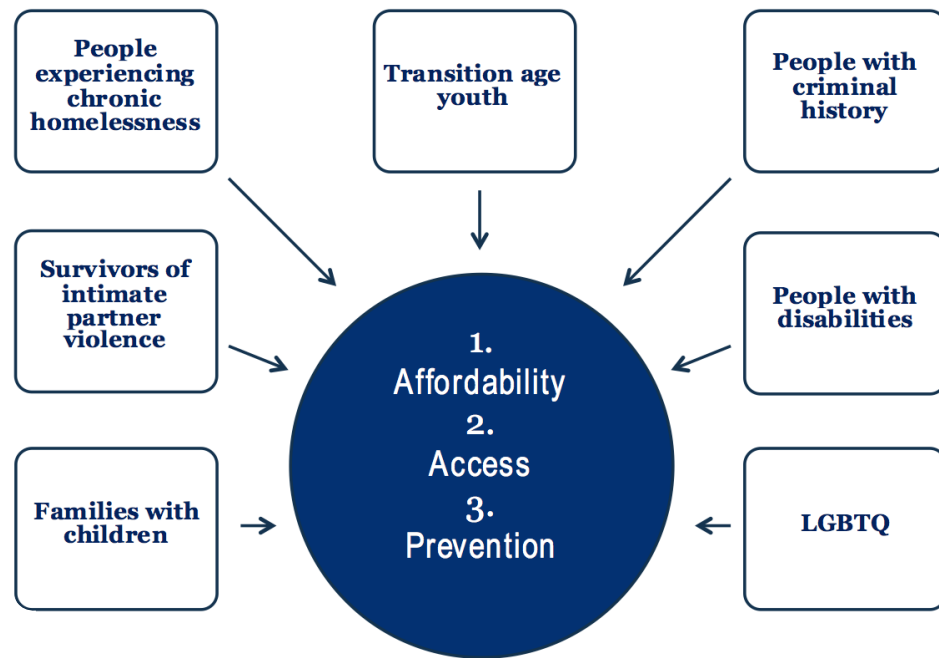 People
experiencing
chronic
homelessness
Transition age
youth
People with
criminal
history
Survivors of
intimate
partner
violence
People with
disabilities
Families with
children
LGBTQ
1.
Affordability
2.
Access
3.
Prevention